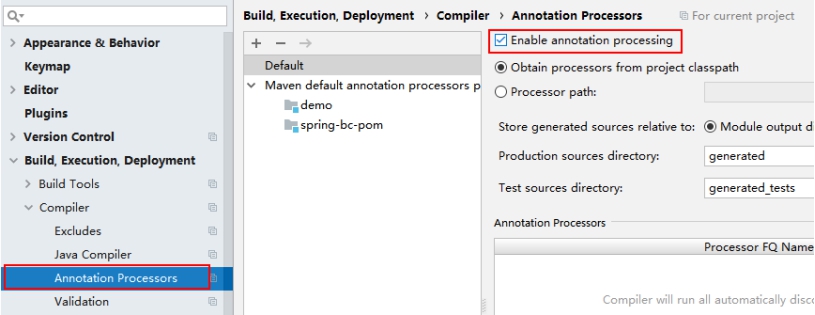 Appearance & Behavior
Keymap
Editor
Plugins
Version Control
Build, Execution, Deployment
Build Tools
Compiler
Excludes
Java Compiler
Annotation Processors
Validation
Build, Execution, Deployment › Compiler › Annotation Processors
For current project
Default
Maven default annotation processors p
demo
spring-bc-pom
Enable annotation processing
Obtain processors from project classpath
Processor path:
Store generated sources relative to: Module output di
Production sources directory: generated
Test sources directory: generated_tests
Annotation Processors
Processor FQ Name
Compiler will run all automatically disco